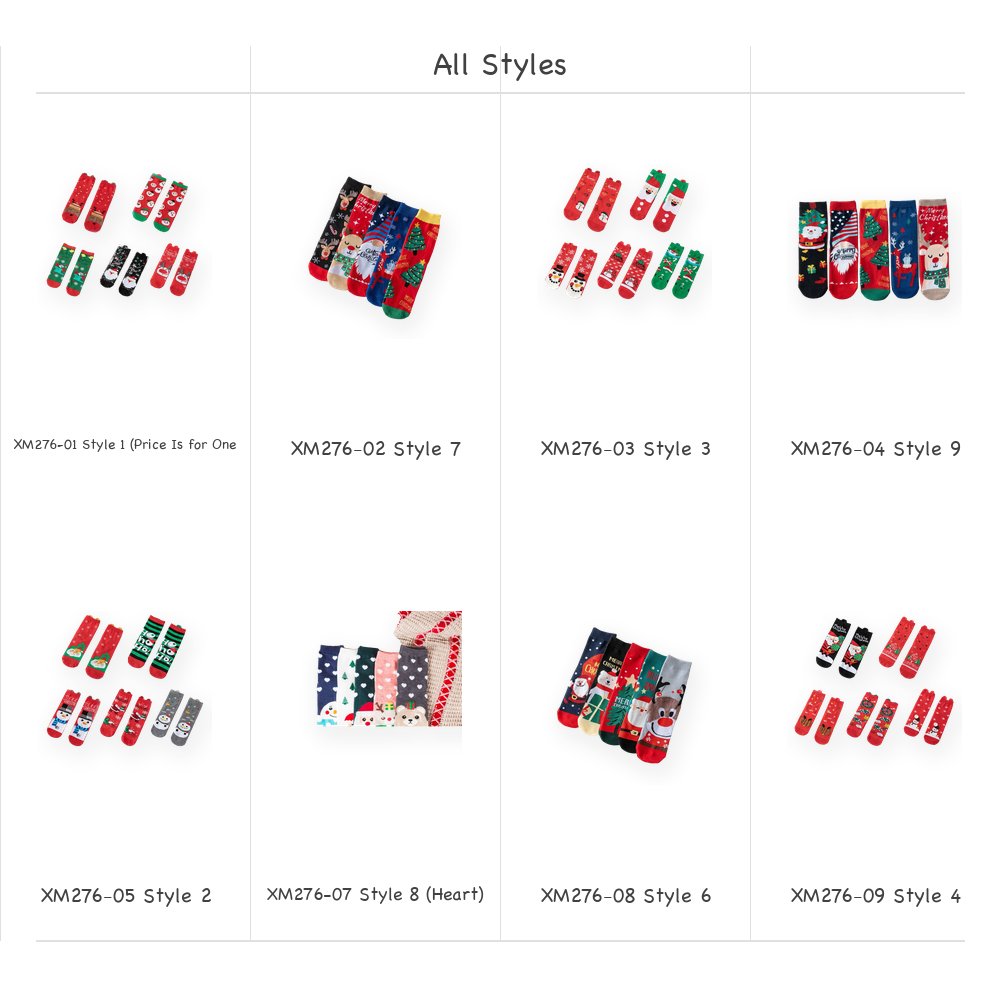 All Styles
XM276-01 Style 1 (Price Is for One
XM276-02 Style 7
XM276-03 Style 3
XM276-04 Style 9
XM276-05 Style 2
XM276-07 Style 8 (Heart)
XM276-08 Style 6
XM276-09 Style 4